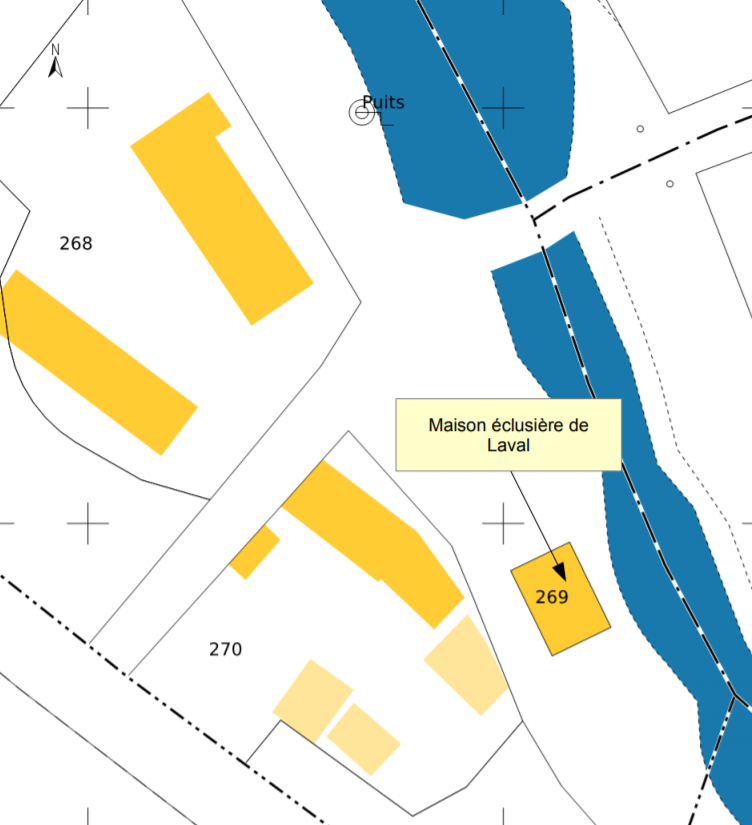 N
Puits
268
Maison éclusière de
Laval
269
270